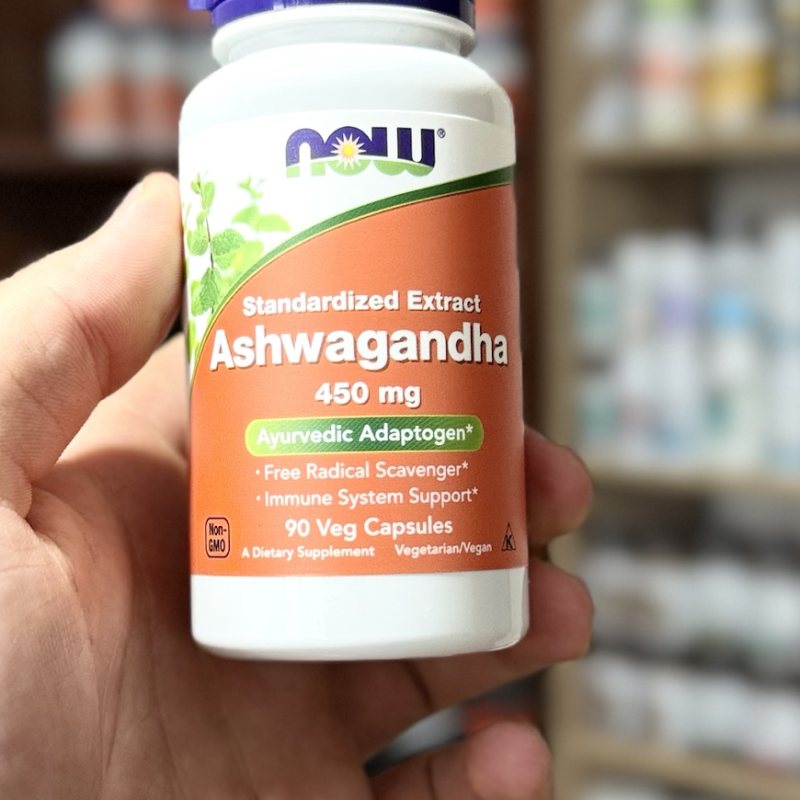 now®
Standardized Extract
Ashwagandha
450 mg
Ayurvedic Adaptogen*
· Free Radical Scavenger*
· Immune System Support*
90 Veg Capsules
Non-
GMO
A Dietary Supplement Vegetarian/Vegan
K